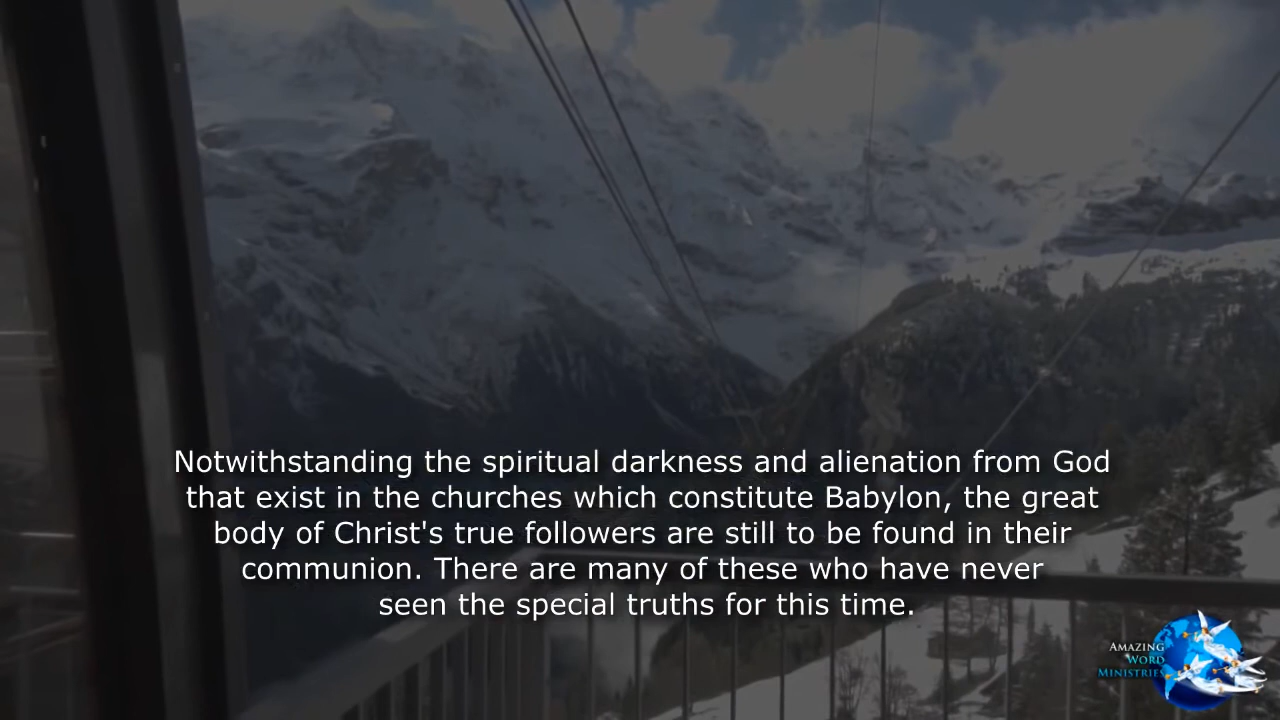 Notwithstanding the spiritual darkness and alienation from God
that exist in the churches which constitute Babylon, the great
body of Christ's true followers are still to be found in their
communion. There are many of these who have never
seen the special truths for this time.
AMAZING
WORD
MINISTRIES